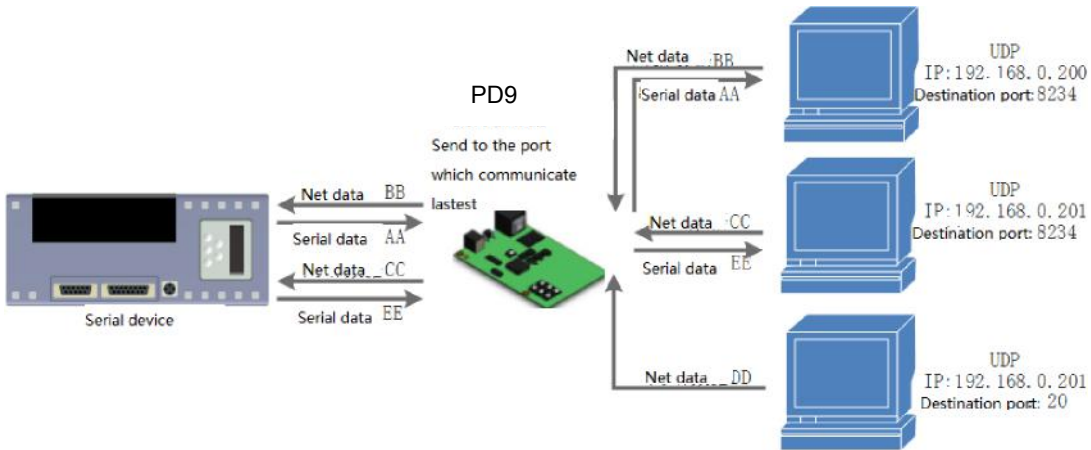 PD9
Send to the port
which communicate
lastest
Net data BB
Serial data AA
Net data CC
Serial data EE
Serial device
Net data :BB
Serial data AA
Net data :CC
Serial data EE
Net data DD
UDP
IP:192.168.0.200
Destination port: 8234
UDP
IP:192.168.0.201
Destination port: 8234
UDP
IP:192.168.0.201
Destination port: 20